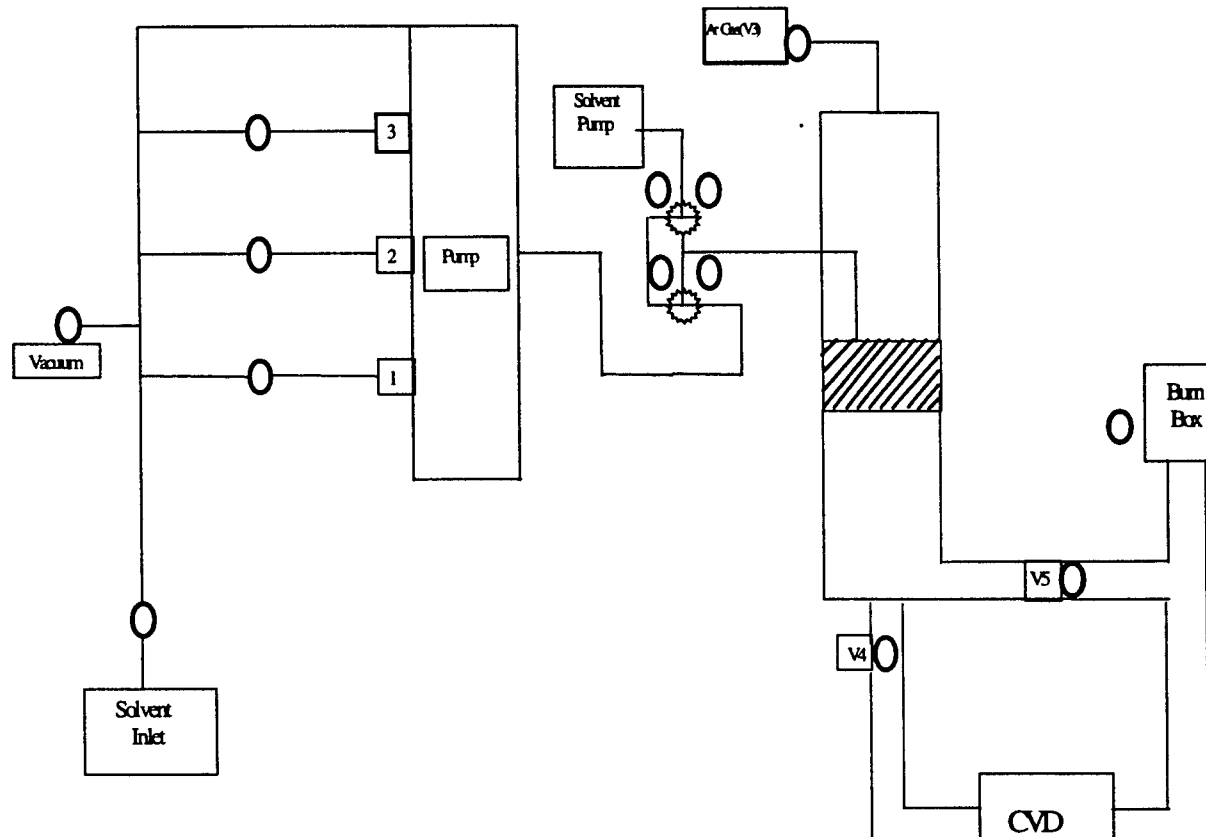 Ar Gas(V3)
Solvent
Pump
3
2
Pump
Vacuum
1
Burn
Box
V5
V4
Solvent
Inlet
CVD